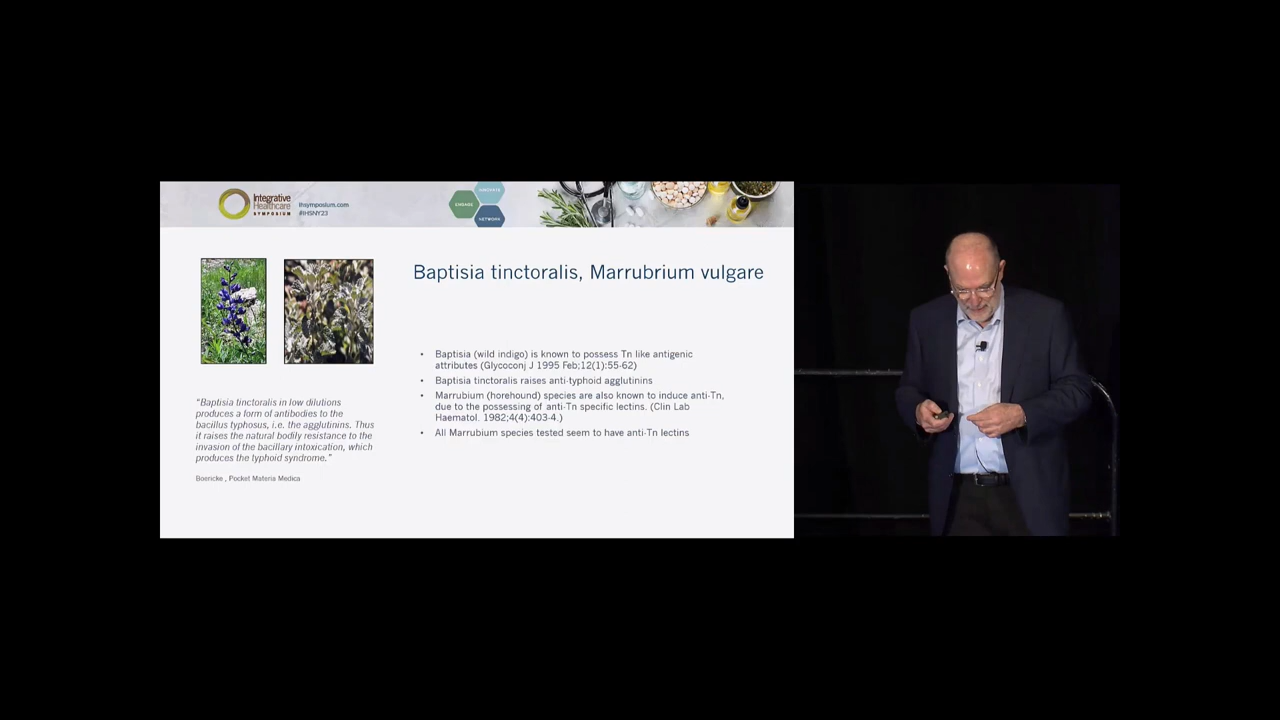 Integrative
Healthcare
SYMPOSIUM
ihsymposium.com
#IHSNY23
INNOVATE
ENGAGE
NETWORK
Baptisia tinctoralis, Marrubrium vulgare
• Baptisia (wild indigo) is known to possess Tn like antigenic
attributes (Glycoconj J 1995 Feb;12(1):55-62)
• Baptisia tinctoralis raises anti-typhoid agglutinins
• Marrubium (horehound) species are also known to induce anti-Tn,
due to the possessing of anti-Tn specific lectins. (Clin Lab
Haematol. 1982;4(4):403-4.)
• All Marrubium species tested seem to have anti-Tn lectins
"Baptisia tinctoralis in low dilutions
produces a form of antibodies to the
bacillus typhosus, i.e. the agglutinins. Thus
it raises the natural bodily resistance to the
invasion of the bacillary intoxication, which
produces the typhoid syndrome."
Boericke , Pocket Materia Medica